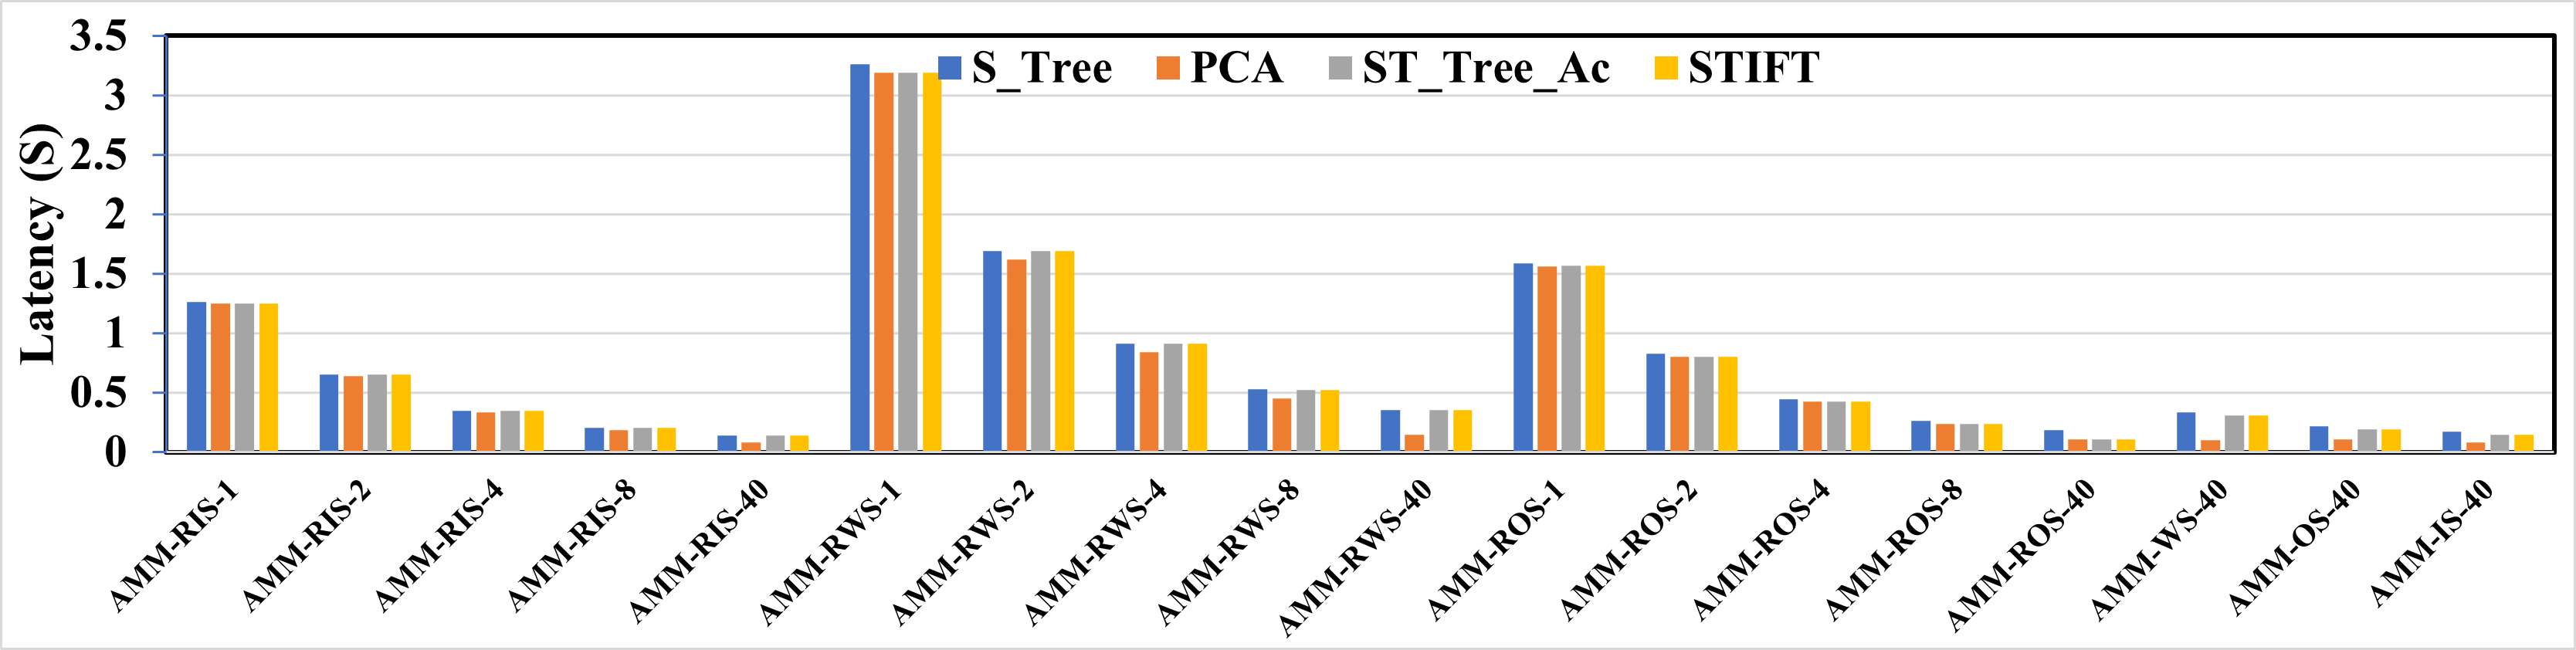 Latency (S)
3.5
3
2.5
2
1.5
1
0.5
0
S_Tree PCA ST_Tree_Ac STIFT
AMM-RIS-1
AMM-RIS-2
AMM-RIS-4
AMM-RIS-8
AMM-RIS-40
AMM-RWS-1
AMM-RWS-2
AMM-RWS-4
AMM-RWS-8
AMM-RWS-40
AMM-ROS-1
AMM-ROS-2
AMM-ROS-4
AMM-ROS-8
AMM-ROS-40
AMM-WS-40
AMM-OS-40
AMM-IS-40